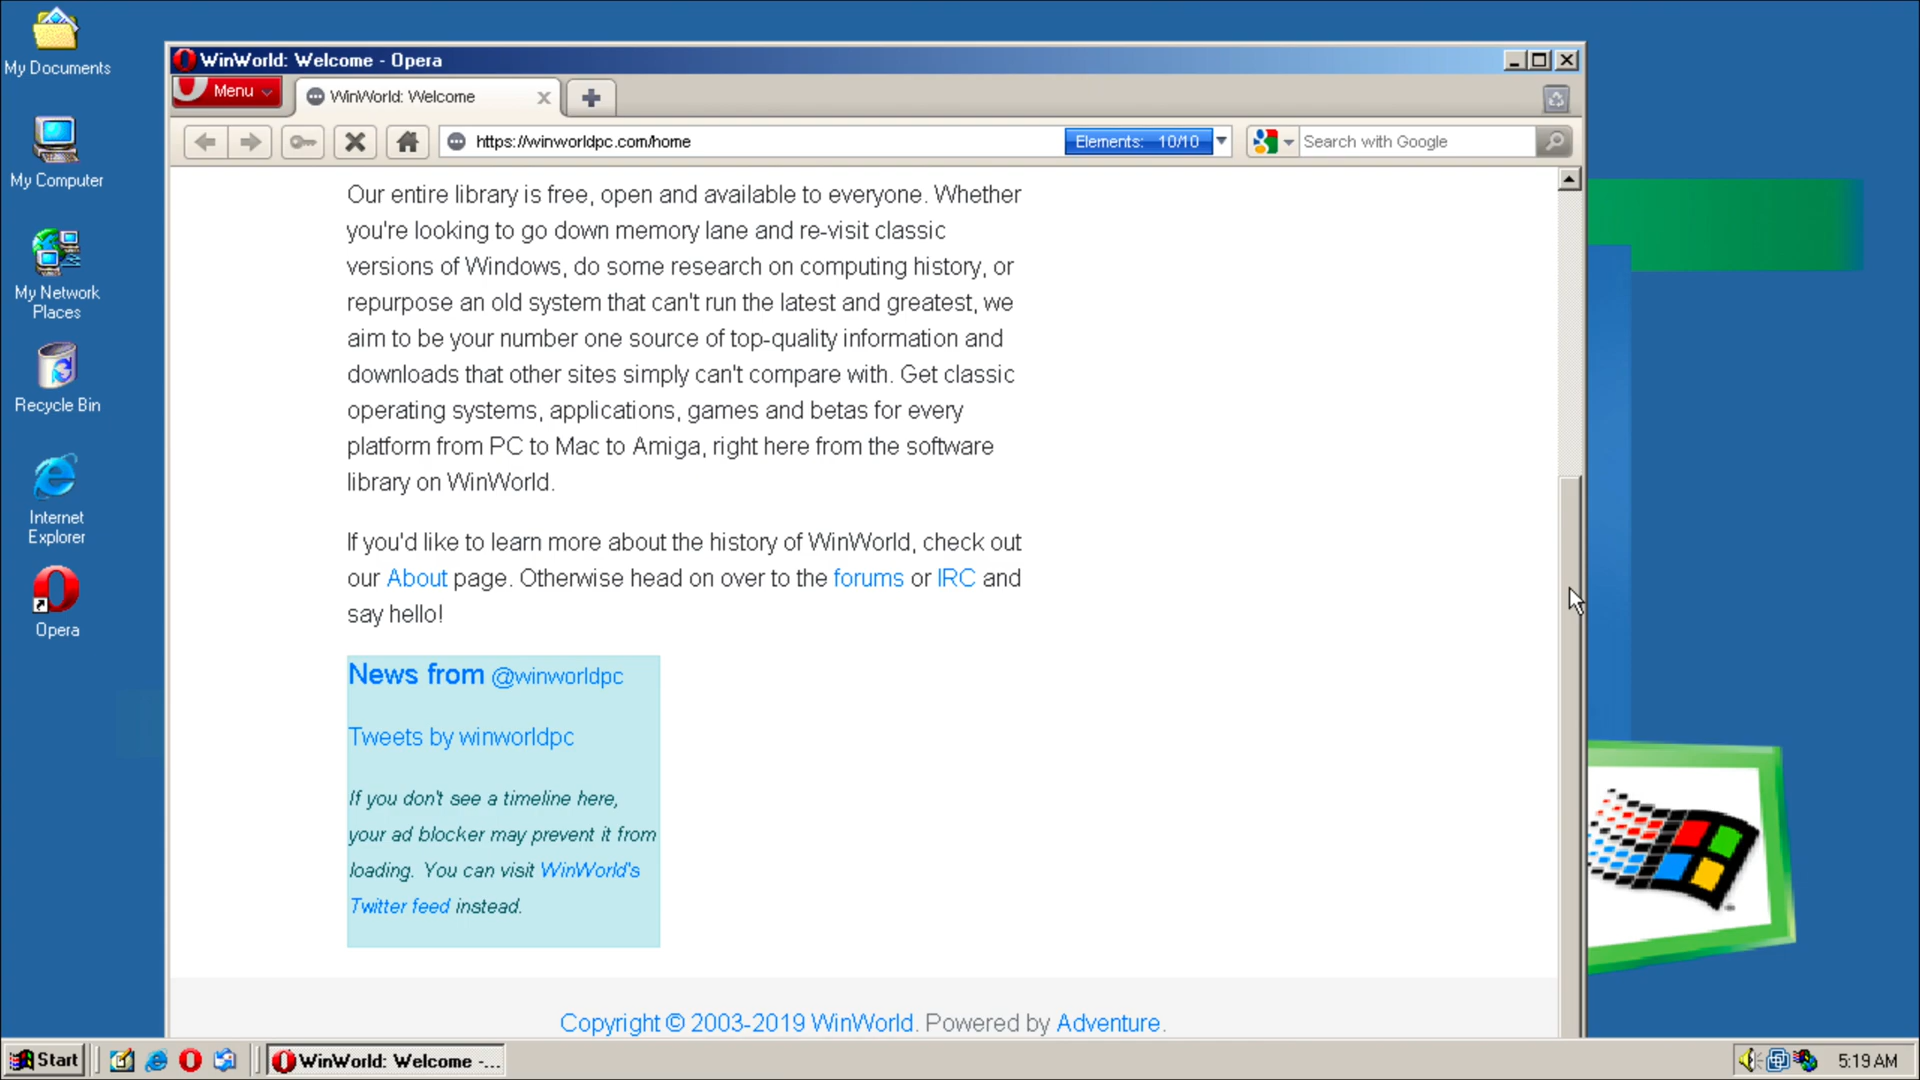 My Documents
My Computer
My Network
Places
Recycle Bin
Internet
Explorer
Opera
WinWorld: Welcome - Opera
Menu
WinWorld: Welcome
https://winworldpc.com/home
Elements: 10/10
Search with Google
Our entire library is free, open and available to everyone. Whether
you're looking to go down memory lane and re-visit classic
versions of Windows, do some research on computing history, or
repurpose an old system that can't run the latest and greatest, we
aim to be your number one source of top-quality information and
downloads that other sites simply can't compare with. Get classic
operating systems, applications, games and betas for every
platform from PC to Mac to Amiga, right here from the software
library on WinWorld.
If you'd like to learn more about the history of WinWorld, check out
our About page. Otherwise head on over to the forums or IRC and
say hello!
News from @winworldpc
Tweets by winworldpc
If you don't see a timeline here,
your ad blocker may prevent it from
loading. You can visit WinWorld's
Twitter feed instead.
Copyright © 2003-2019 WinWorld. Powered by Adventure.
Start
WinWorld: Welcome -...
5:19 AM